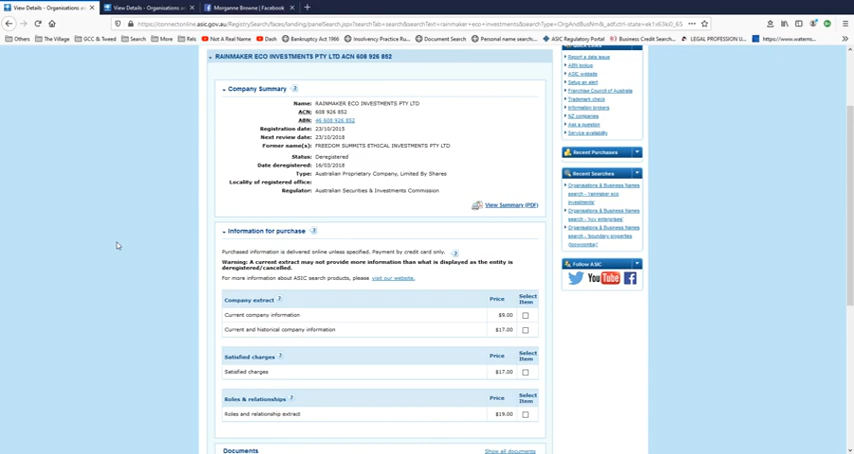 View Details - Organisations a
View Details - Organisations an
Morganne Browne | Facebook
https://connectonline.asic.gov.au/RegistrySearch/faces/landing/panelSearch.jspx?searchTab=search&searchText=rainmaker+eco+investments&searchType=OrgAndBusNm&_adf.ctrl-state=
Others The Village GCC & Tweed Search More Rels Not A Real Name Dash Bankruptcy Act 1966 Insolvency Practice Ru... Document Search Personal name search... ASIC Regulatory Portal Business Credit Search... LEGAL PROFESSION U...
RAINMAKER ECO INVESTMENTS PTY LTD ACN 608 926 852
Company Summary
Name: RAINMAKER ECO INVESTMENTS PTY LTD
ACN: 608 926 852
ABN: 46 608 926 852
Registration date: 23/10/2015
Next review date: 23/10/2018
Former name(s): FREEDOM SUMMITS ETHICAL INVESTMENTS PTY LTD
Status: Deregistered
Date deregistered: 16/03/2018
Type: Australian Proprietary Company, Limited By Shares
Locality of registered office:
Regulator: Australian Securities & Investments Commission
View Summary (PDF)
Information for purchase
Purchased information is delivered online unless specified. Payment by credit card only.
Warning: A current extract may not provide more information than what is displayed as the entity is
deregistered/cancelled.
For more information about ASIC search products, please visit our website.
Company extract Price Select Item
Current company information $9.00
Current and historical company information $17.00
Satisfied charges Price Select Item
Satisfied charges $17.00
Roles & relationships Price Select Item
Roles and relationship extract $19.00
Documents Show all documents
Quick Links
Report a data issue
ABN lookup
ASIC website
Set up an alert
Franchise Council of Australia
Trademark check
Information brokers
NZ companies
Ask a question
Service availability
Recent Purchases
Recent Searches
Organisations & Business Names
search - 'rainmaker eco
investments'
Organisations & Business Names
Organisations & Business Names
search - 'boundary properties
(toowoomba)'
Follow ASIC
You Tube